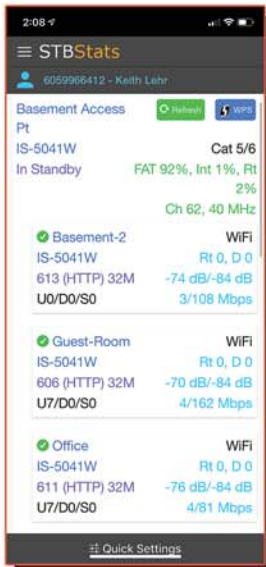 2:08
STBStats
6059966412 - Keith Lehr
Basement Access Pt
Refresh
WPS
IS-5041W Cat 5/6
In Standby FAT 92%, Int 1%, Rt 2%
Ch 62, 40 MHz
Basement-2 WiFi
IS-5041W Rt 0, D 0
613 (HTTP) 32M -74 dB/-84 dB
U0/D0/S0 3/108 Mbps
Guest-Room WiFi
IS-5041W Rt 0, D 0
606 (HTTP) 32M -70 dB/-84 dB
U7/D0/S0 4/162 Mbps
Office WiFi
IS-5041W Rt 0, D 0
611 (HTTP) 32M -76 dB/-84 dB
U7/D0/S0 4/81 Mbps
Quick Settings